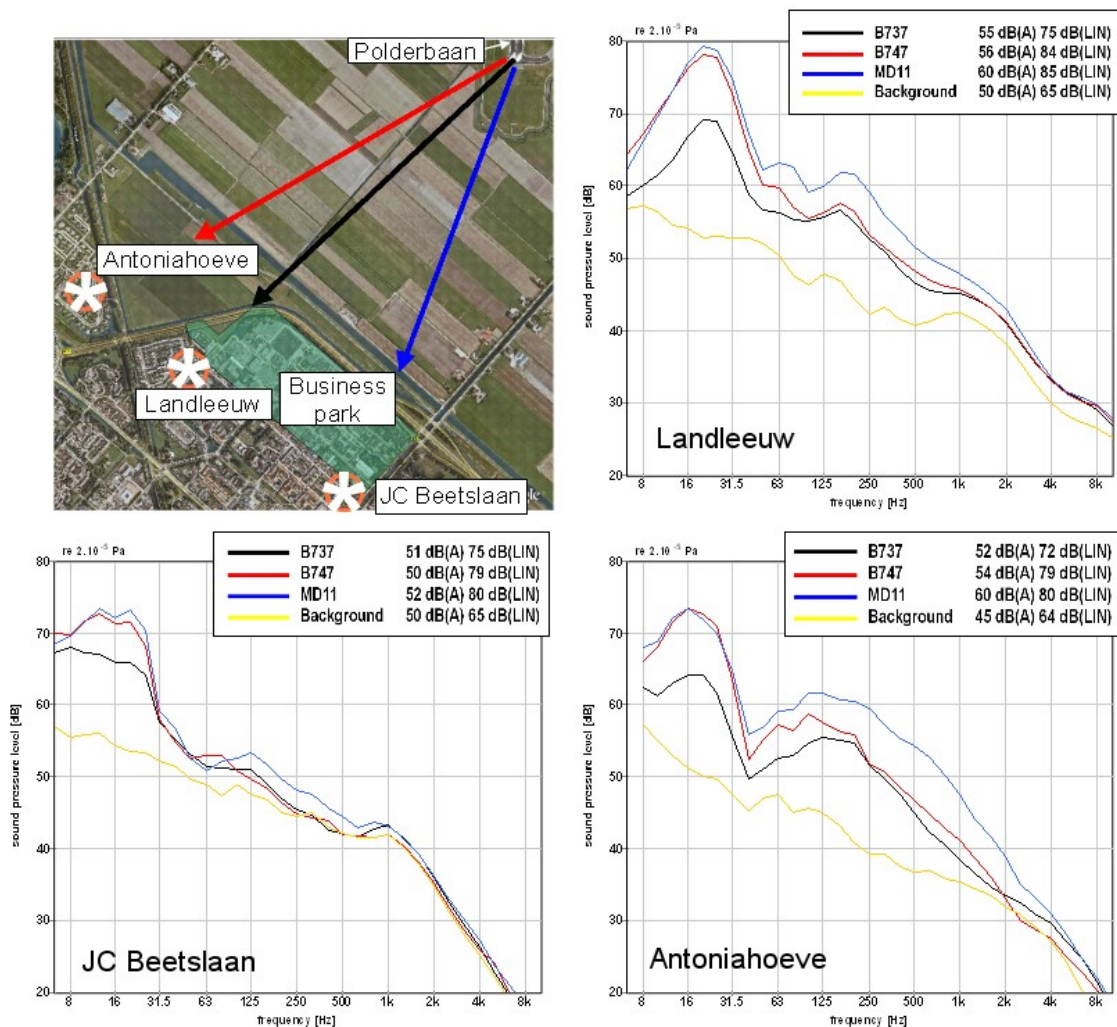 Polderbaan
Antoniahoeve
Landleeuw
Business
park
JC Beetslaan
re 2.10⁻⁵ Pa
B737 55 dB(A) 75 dB(LIN)
B747 56 dB(A) 84 dB(LIN)
MD11 60 dB(A) 85 dB(LIN)
Background 50 dB(A) 65 dB(LIN)
sound pressure level [dB]
80
70
60
50
40
30
20
Landleeuw
8 16 31.5 63 125 250 500 1k 2k 4k 8k
frequency [Hz]
re 2.10⁻⁵ Pa
B737 51 dB(A) 75 dB(LIN)
B747 50 dB(A) 79 dB(LIN)
MD11 52 dB(A) 80 dB(LIN)
Background 50 dB(A) 65 dB(LIN)
sound pressure level [dB]
80
70
60
50
40
30
20
JC Beetslaan
8 16 31.5 63 125 250 500 1k 2k 4k 8k
frequency [Hz]
re 2.10⁻⁵ Pa
B737 52 dB(A) 72 dB(LIN)
B747 54 dB(A) 79 dB(LIN)
MD11 60 dB(A) 80 dB(LIN)
Background 45 dB(A) 64 dB(LIN)
sound pressure level [dB]
80
70
60
50
40
30
20
Antoniahoeve
8 16 31.5 63 125 250 500 1k 2k 4k 8k
frequency [Hz]